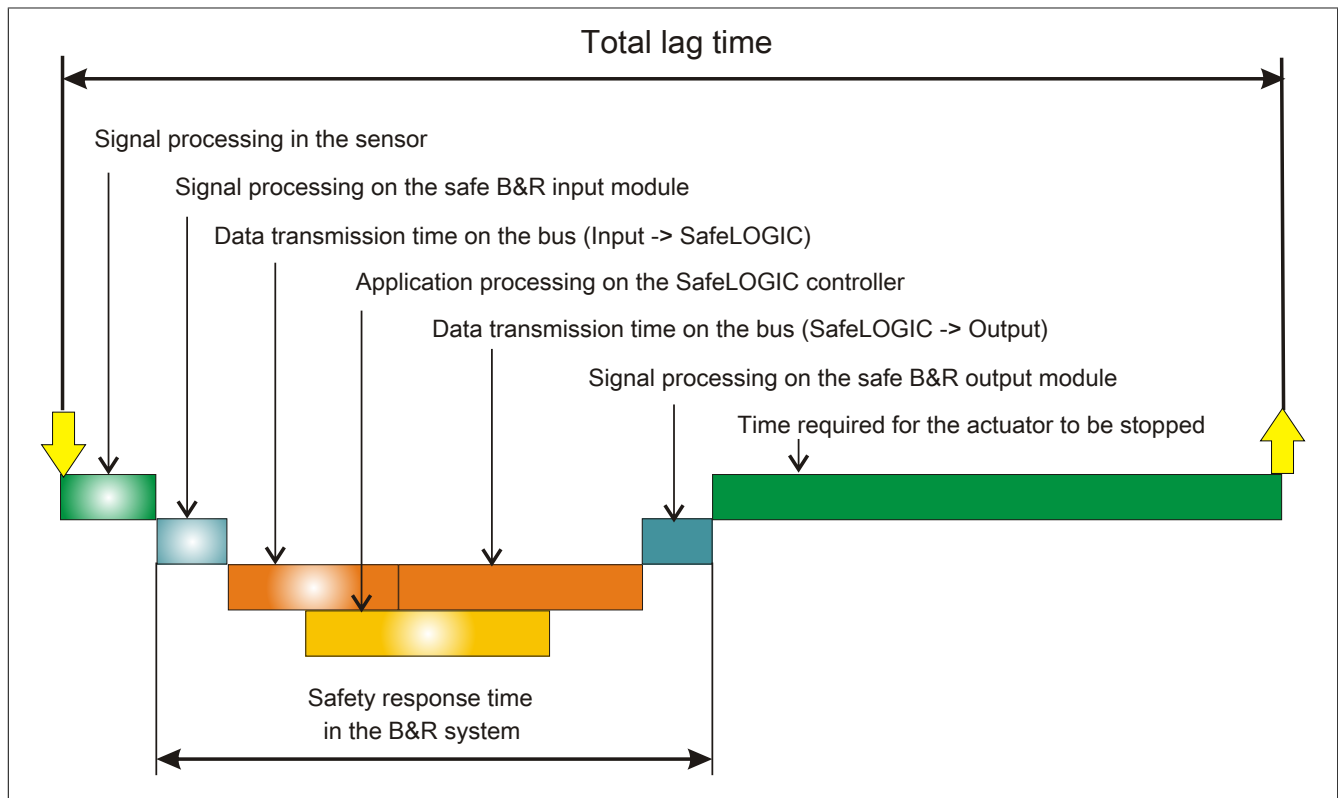 Total lag time
Signal processing in the sensor
Signal processing on the safe B&R input module
Data transmission time on the bus (Input -> SafeLOGIC)
Application processing on the SafeLOGIC controller
Data transmission time on the bus (SafeLOGIC -> Output)
Signal processing on the safe B&R output module
Time required for the actuator to be stopped
Safety response time
in the B&R system